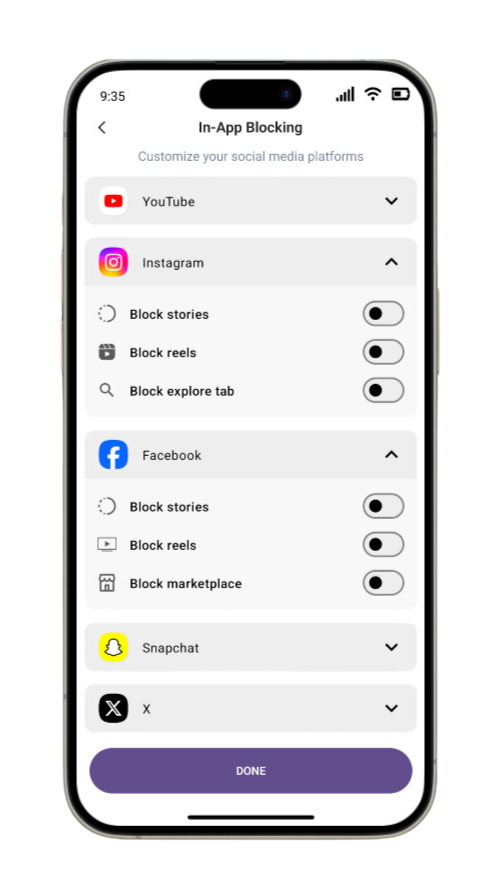 9:35
In-App Blocking
Customize your social media platforms
YouTube
Instagram
Block stories
Block reels
Block explore tab
Facebook
Block stories
Block reels
Block marketplace
Snapchat
X
DONE